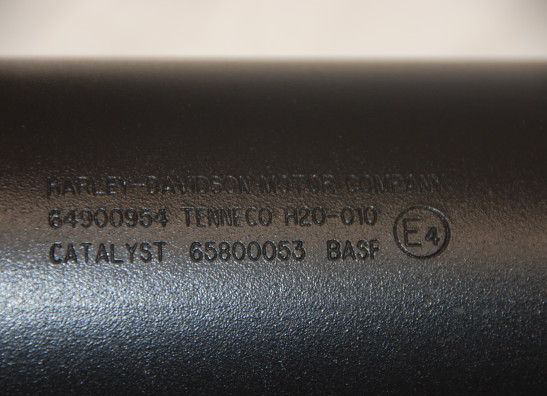 HARLEY-DAVIDSON MOTOR COMPANY
64900954 TENNECO H20-010
CATALYST 65800053 BASF
E4